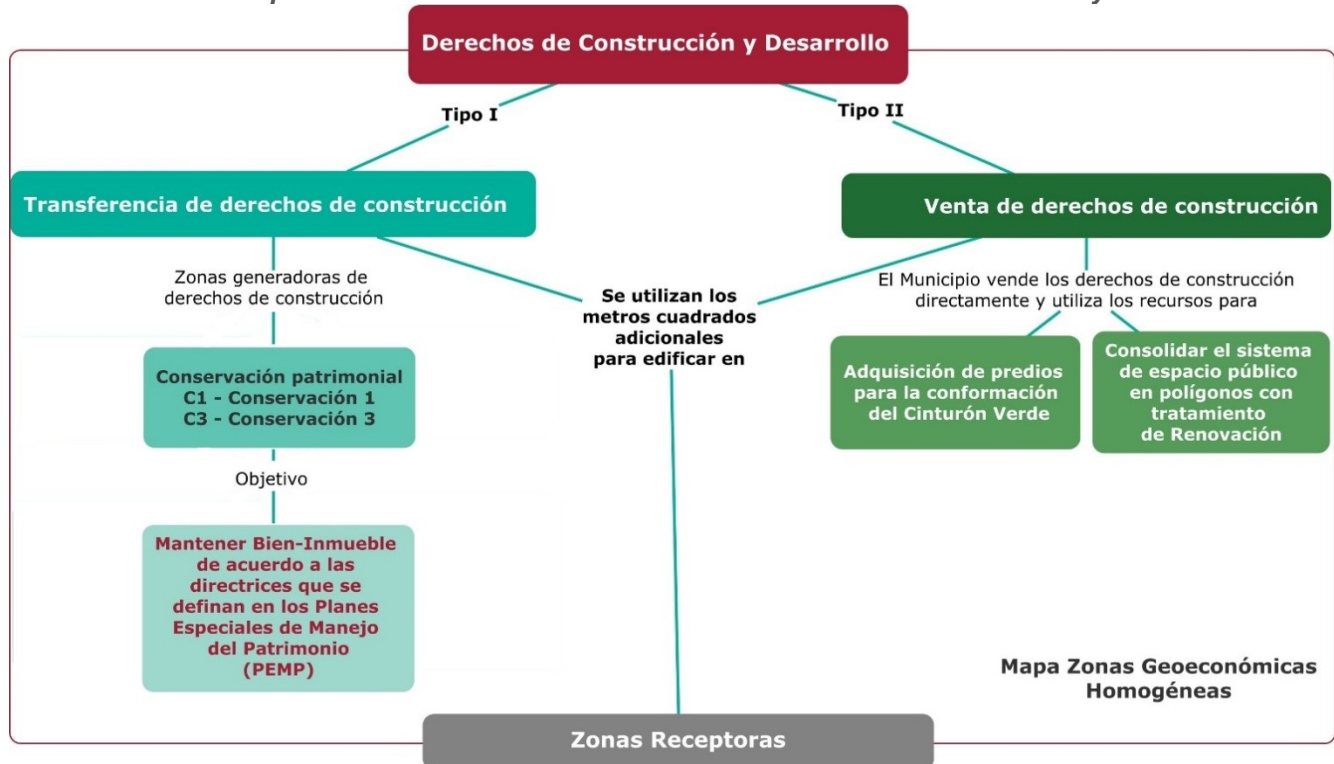 Derechos de Construcción y Desarrollo
Tipo I
Tipo II
Transferencia de derechos de construcción
Venta de derechos de construcción
Zonas generadoras de
derechos de construcción
Se utilizan los
metros cuadrados
adicionales
para edificar en
El Municipio vende los derechos de construcción
directamente y utiliza los recursos para
Conservación patrimonial
C1 - Conservación 1
C3 - Conservación 3
Adquisición de predios
para la conformación
del Cinturón Verde
Consolidar el sistema
de espacio público
en polígonos con
tratamiento
de Renovación
Objetivo
Mantener Bien-Inmueble
de acuerdo a las
directrices que se
definan en los Planes
Especiales de Manejo
del Patrimonio
(PEMP)
Mapa Zonas Geoeconómicas
Homogéneas
Zonas Receptoras